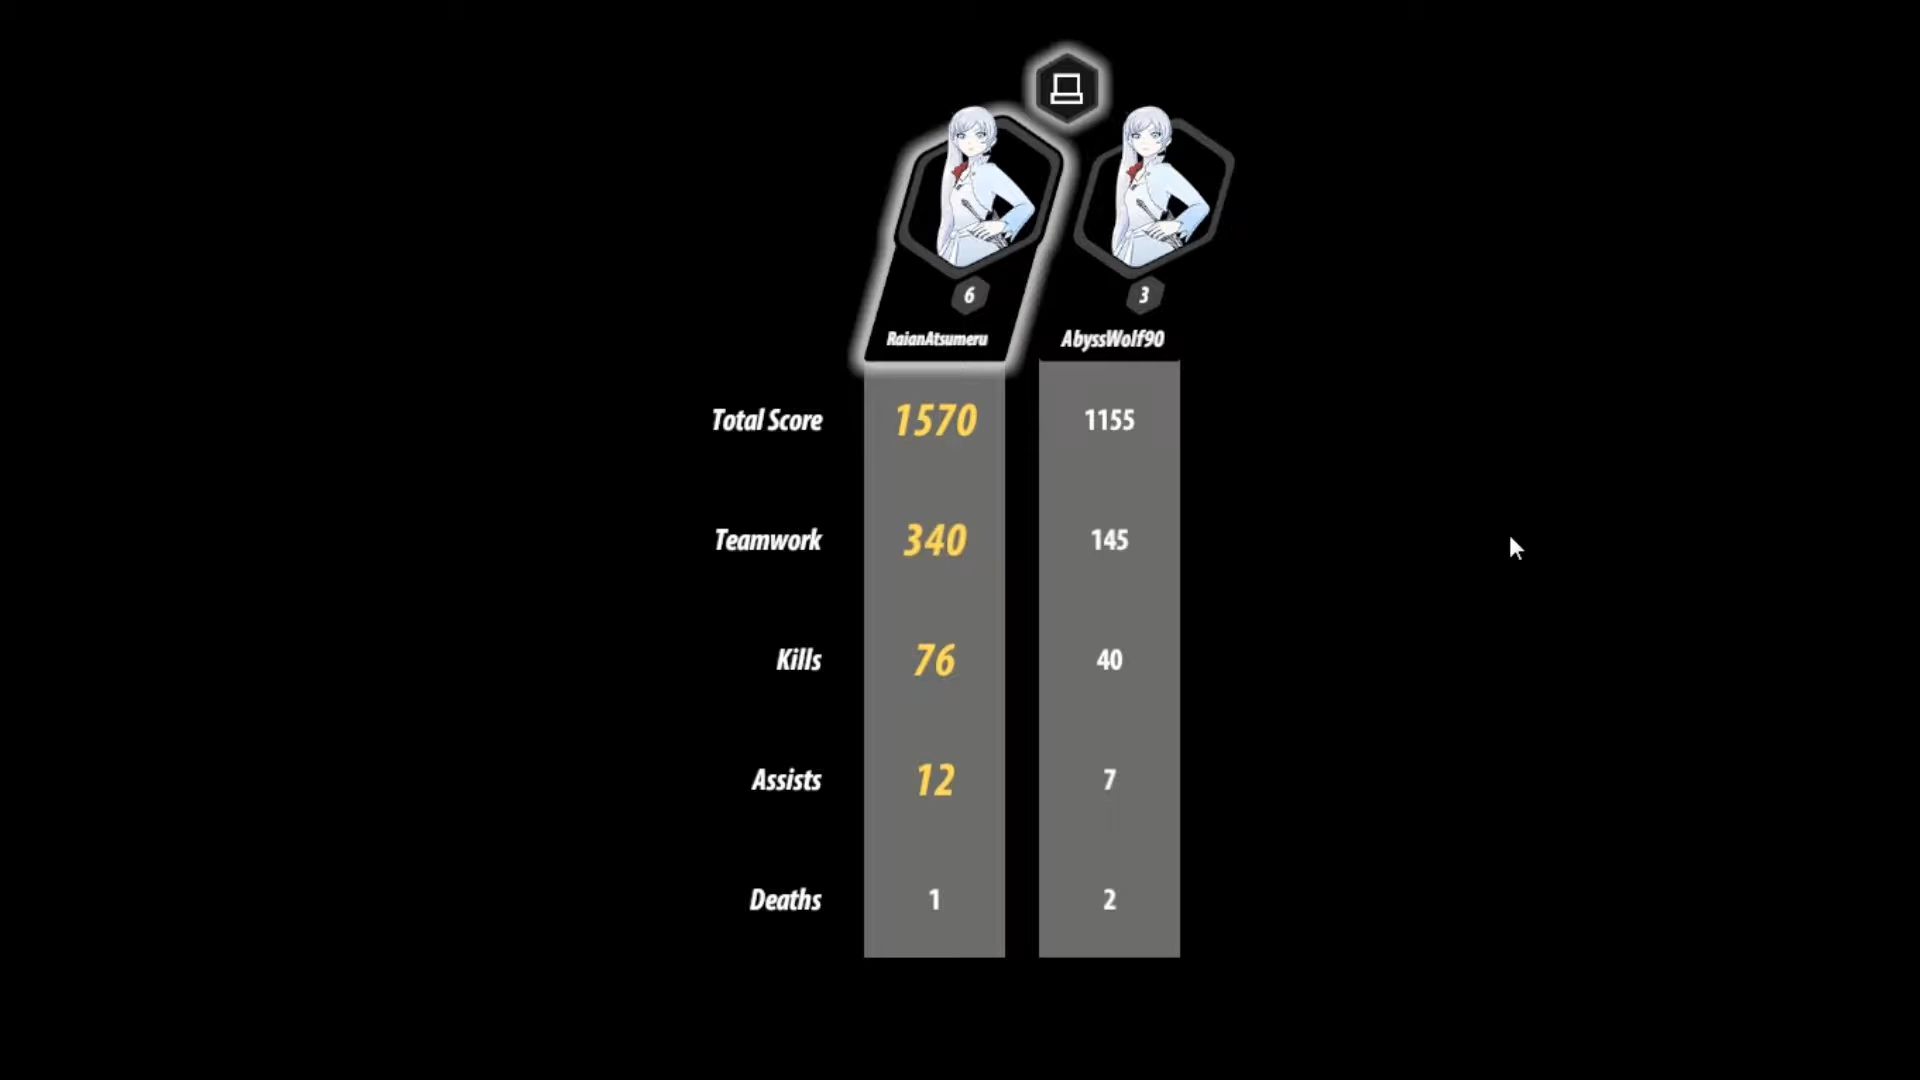 6 3
RaianAtsumeru AbyssWolf90
Total Score 1570 1155
Teamwork 340 145
Kills 76 40
Assists 12 7
Deaths 1 2